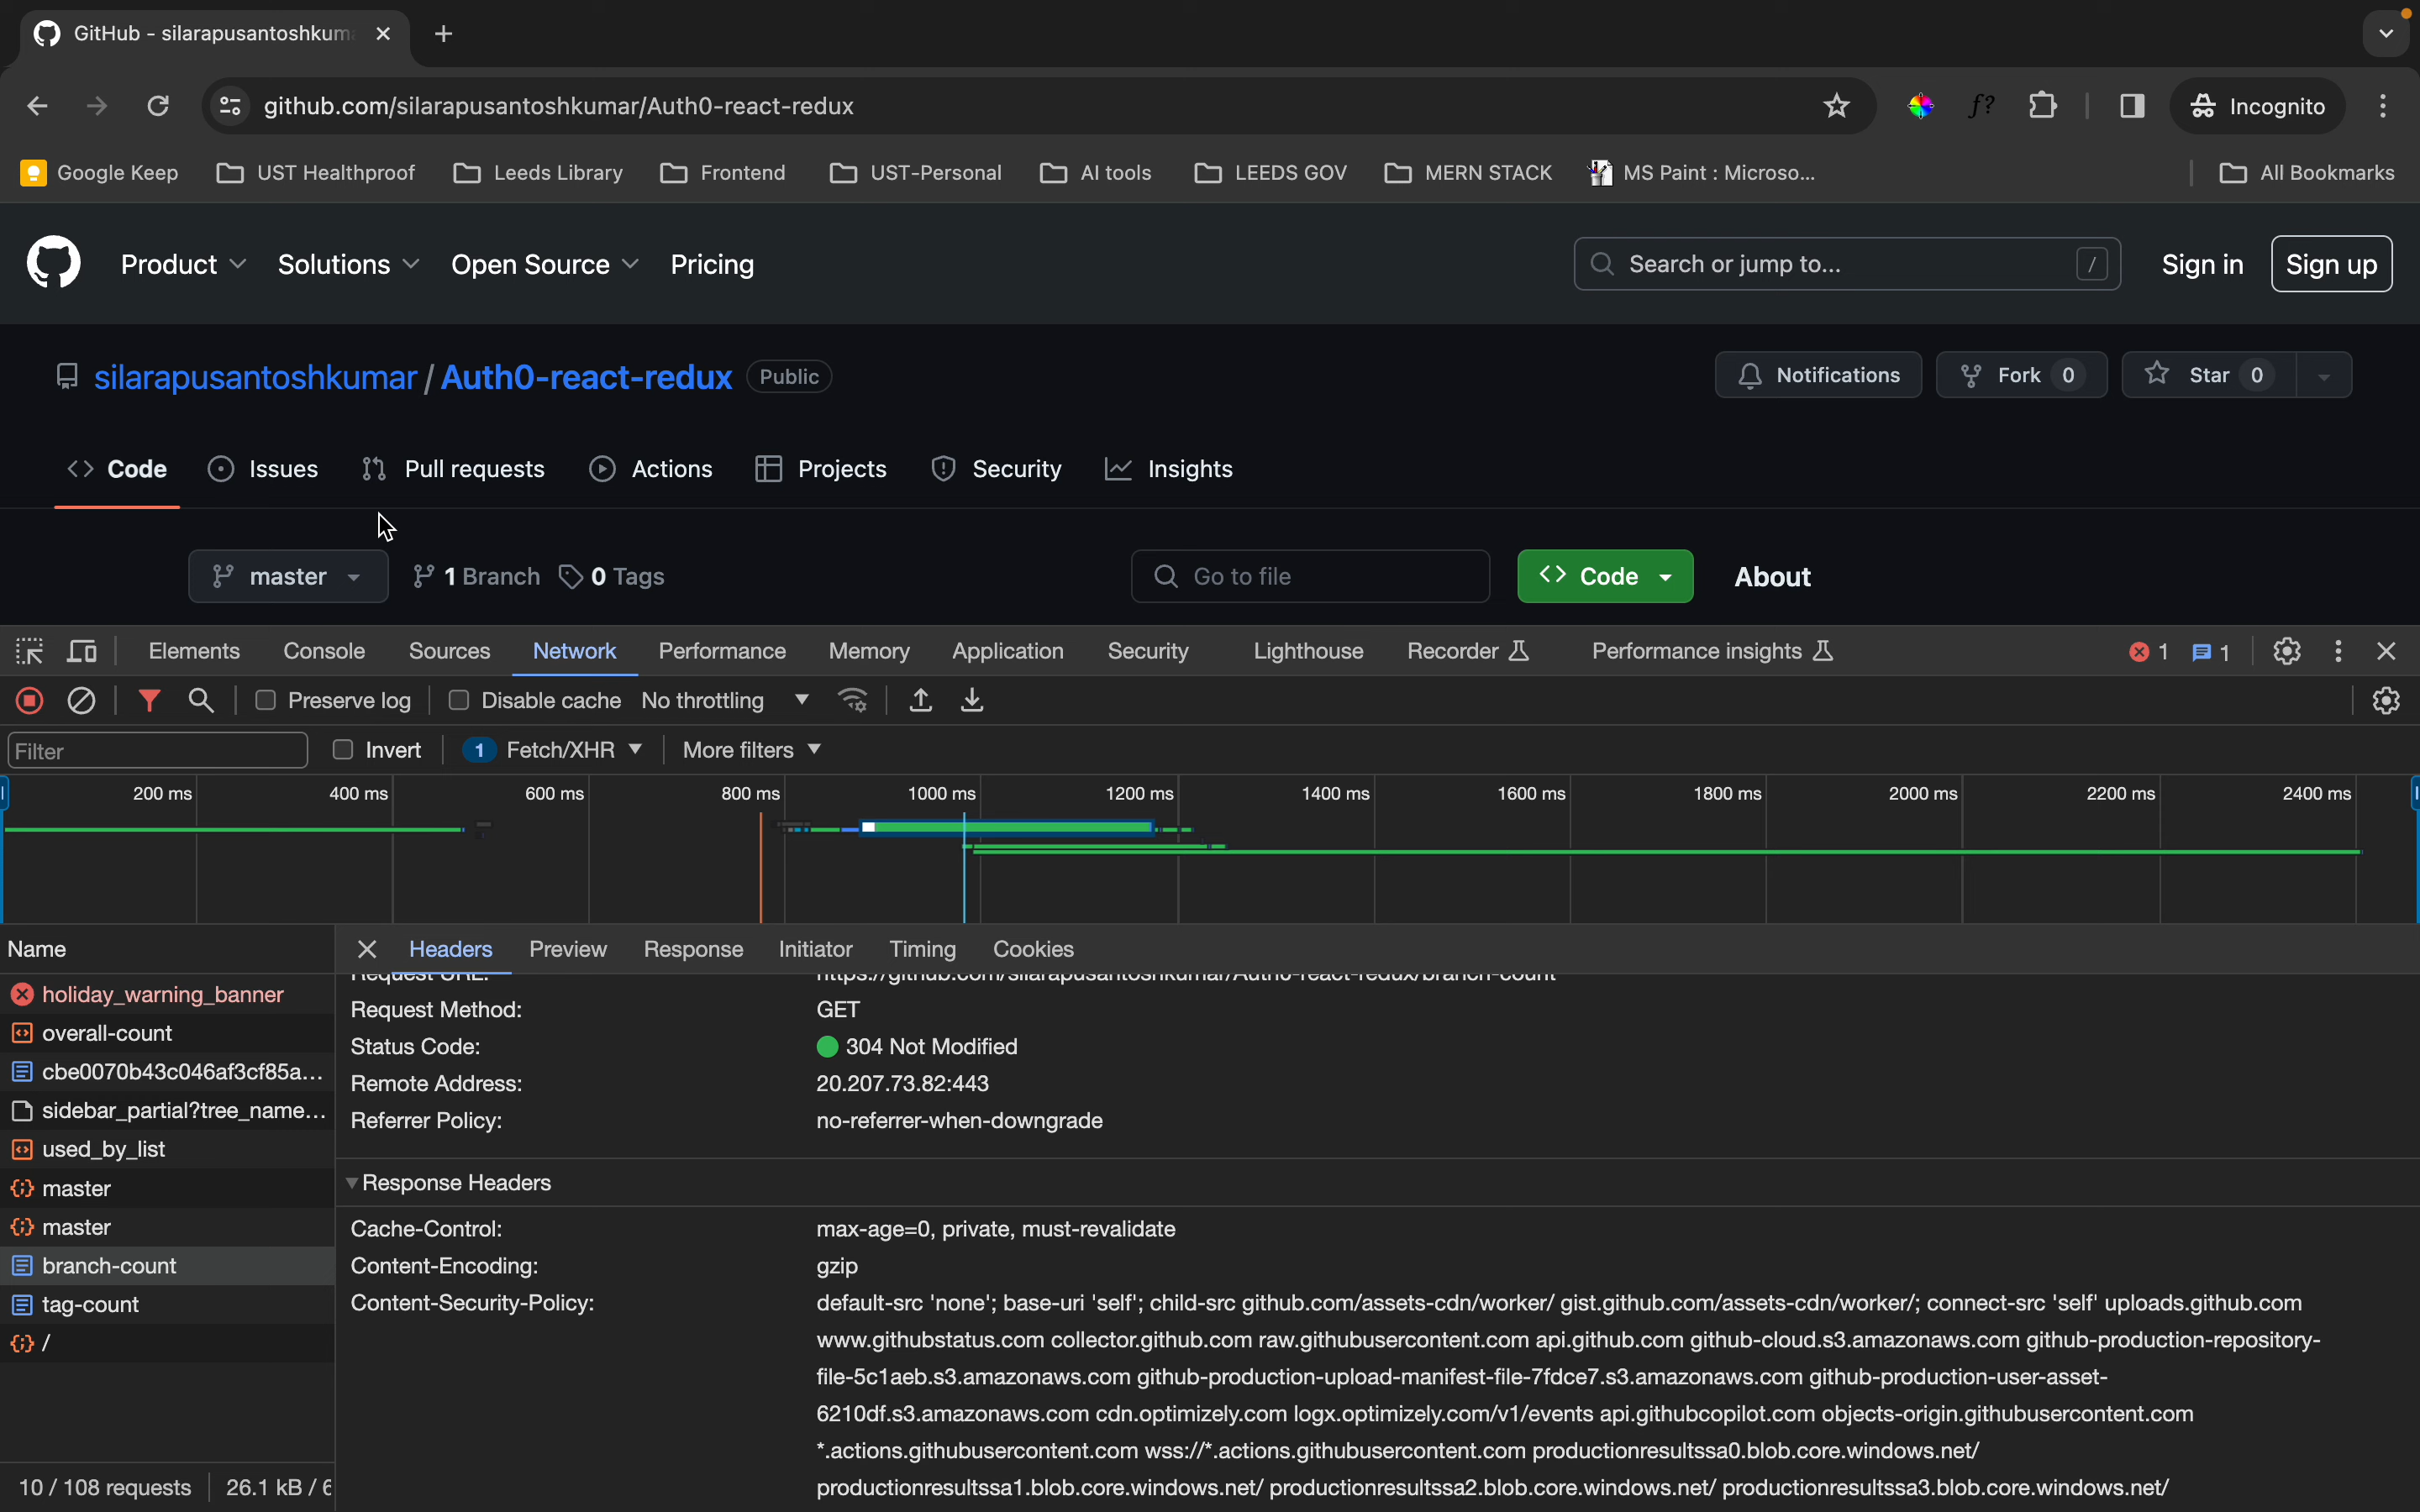 GitHub - silarapusantoshkum
github.com/silarapusantoshkumar/Auth0-react-redux
Incognito
Google Keep UST Healthproof Leeds Library Frontend UST-Personal AI tools LEEDS GOV MERN STACK MS Paint : Microso... All Bookmarks
Product Solutions Open Source Pricing Search or jump to... / Sign in Sign up
silarapusantoshkumar / Auth0-react-redux Public Notifications Fork 0 Star 0
Code Issues Pull requests Actions Projects Security Insights
master 1 Branch 0 Tags Go to file Code About
Elements Console Sources Network Performance Memory Application Security Lighthouse Recorder Performance insights 1 1
Preserve log Disable cache No throttling
Filter Invert 1 Fetch/XHR More filters
200 ms 400 ms 600 ms 800 ms 1000 ms 1200 ms 1400 ms 1600 ms 1800 ms 2000 ms 2200 ms 2400 ms
Name
holiday_warning_banner
overall-count
cbe0070b43c046af3cf85a...
sidebar_partial?tree_name...
used_by_list
master
master
branch-count
tag-count
/
10 / 108 requests 26.1 kB / 6
Headers Preview Response Initiator Timing Cookies
Request URL: https://github.com/silarapusantoshkumar/Auth0-react-redux/branch-count
Request Method: GET
Status Code: 304 Not Modified
Remote Address: 20.207.73.82:443
Referrer Policy: no-referrer-when-downgrade
Response Headers
Cache-Control: max-age=0, private, must-revalidate
Content-Encoding: gzip
Content-Security-Policy: default-src 'none'; base-uri 'self'; child-src github.com/assets-cdn/worker/ gist.github.com/assets-cdn/worker/; connect-src 'self' uploads.github.com
www.githubstatus.com collector.github.com raw.githubusercontent.com api.github.com github-cloud.s3.amazonaws.com github-production-repository-
file-5c1aeb.s3.amazonaws.com github-production-upload-manifest-file-7fdce7.s3.amazonaws.com github-production-user-asset-
6210df.s3.amazonaws.com cdn.optimizely.com logx.optimizely.com/v1/events api.githubcopilot.com objects-origin.githubusercontent.com
*.actions.githubusercontent.com wss://*.actions.githubusercontent.com productionresultssa0.blob.core.windows.net/
productionresultssa1.blob.core.windows.net/ productionresultssa2.blob.core.windows.net/ productionresultssa3.blob.core.windows.net/